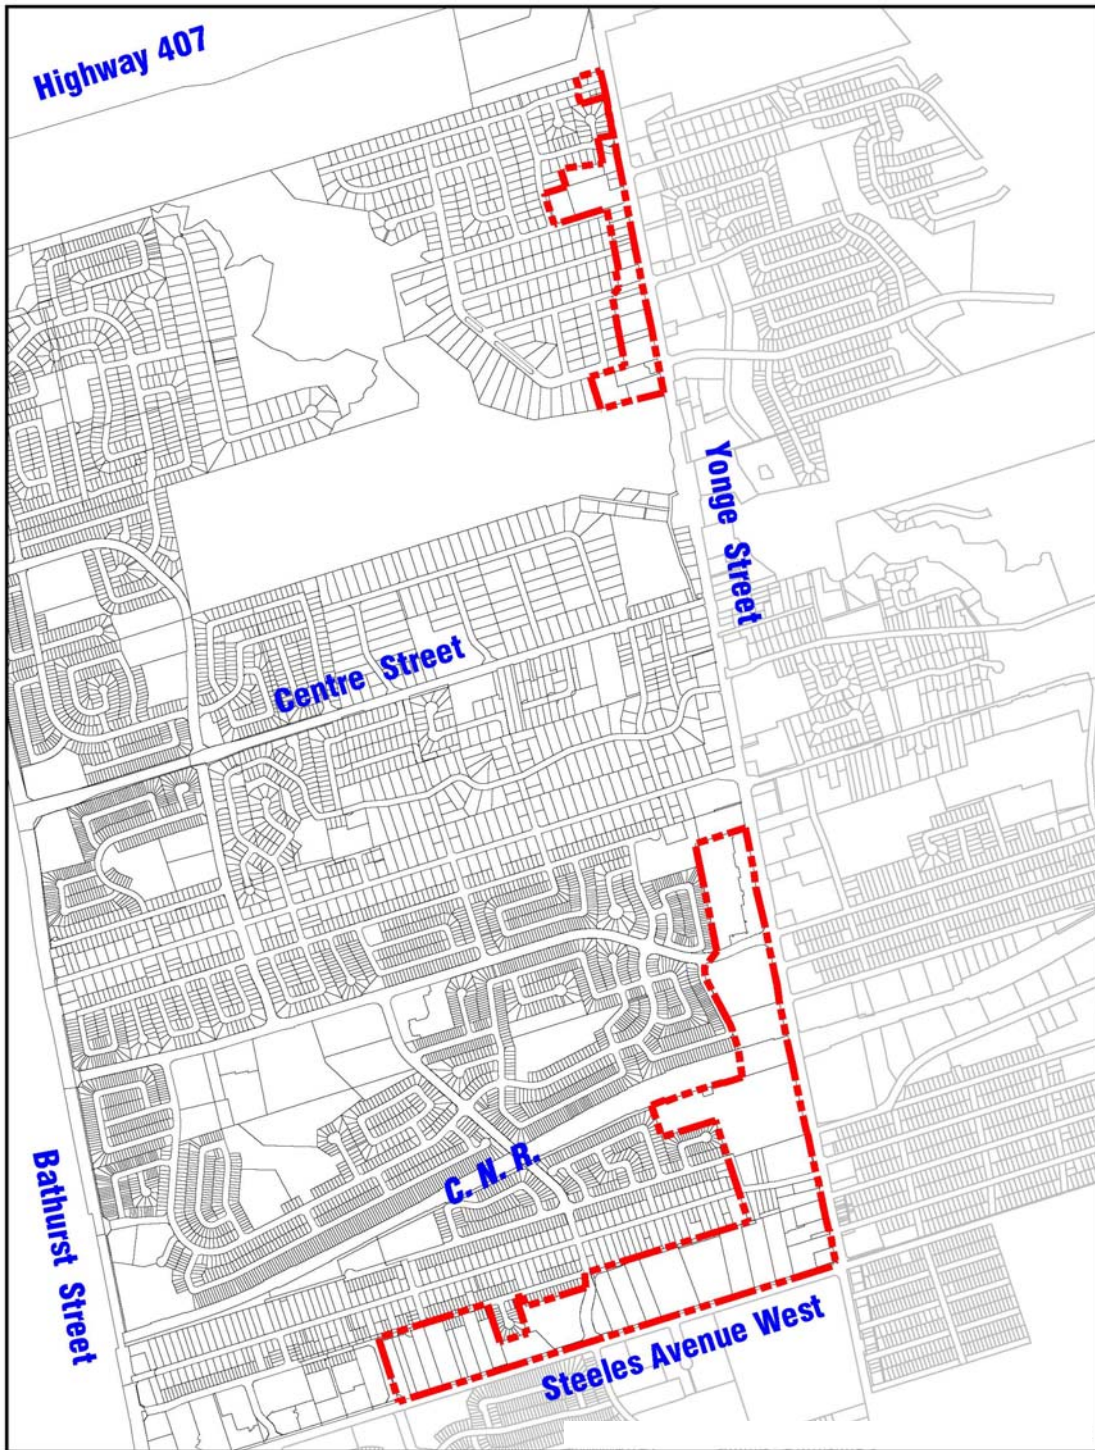 Highway 407
Yonge Street
Centre Street
C. N. R.
Bathurst Street
Steeles Avenue West